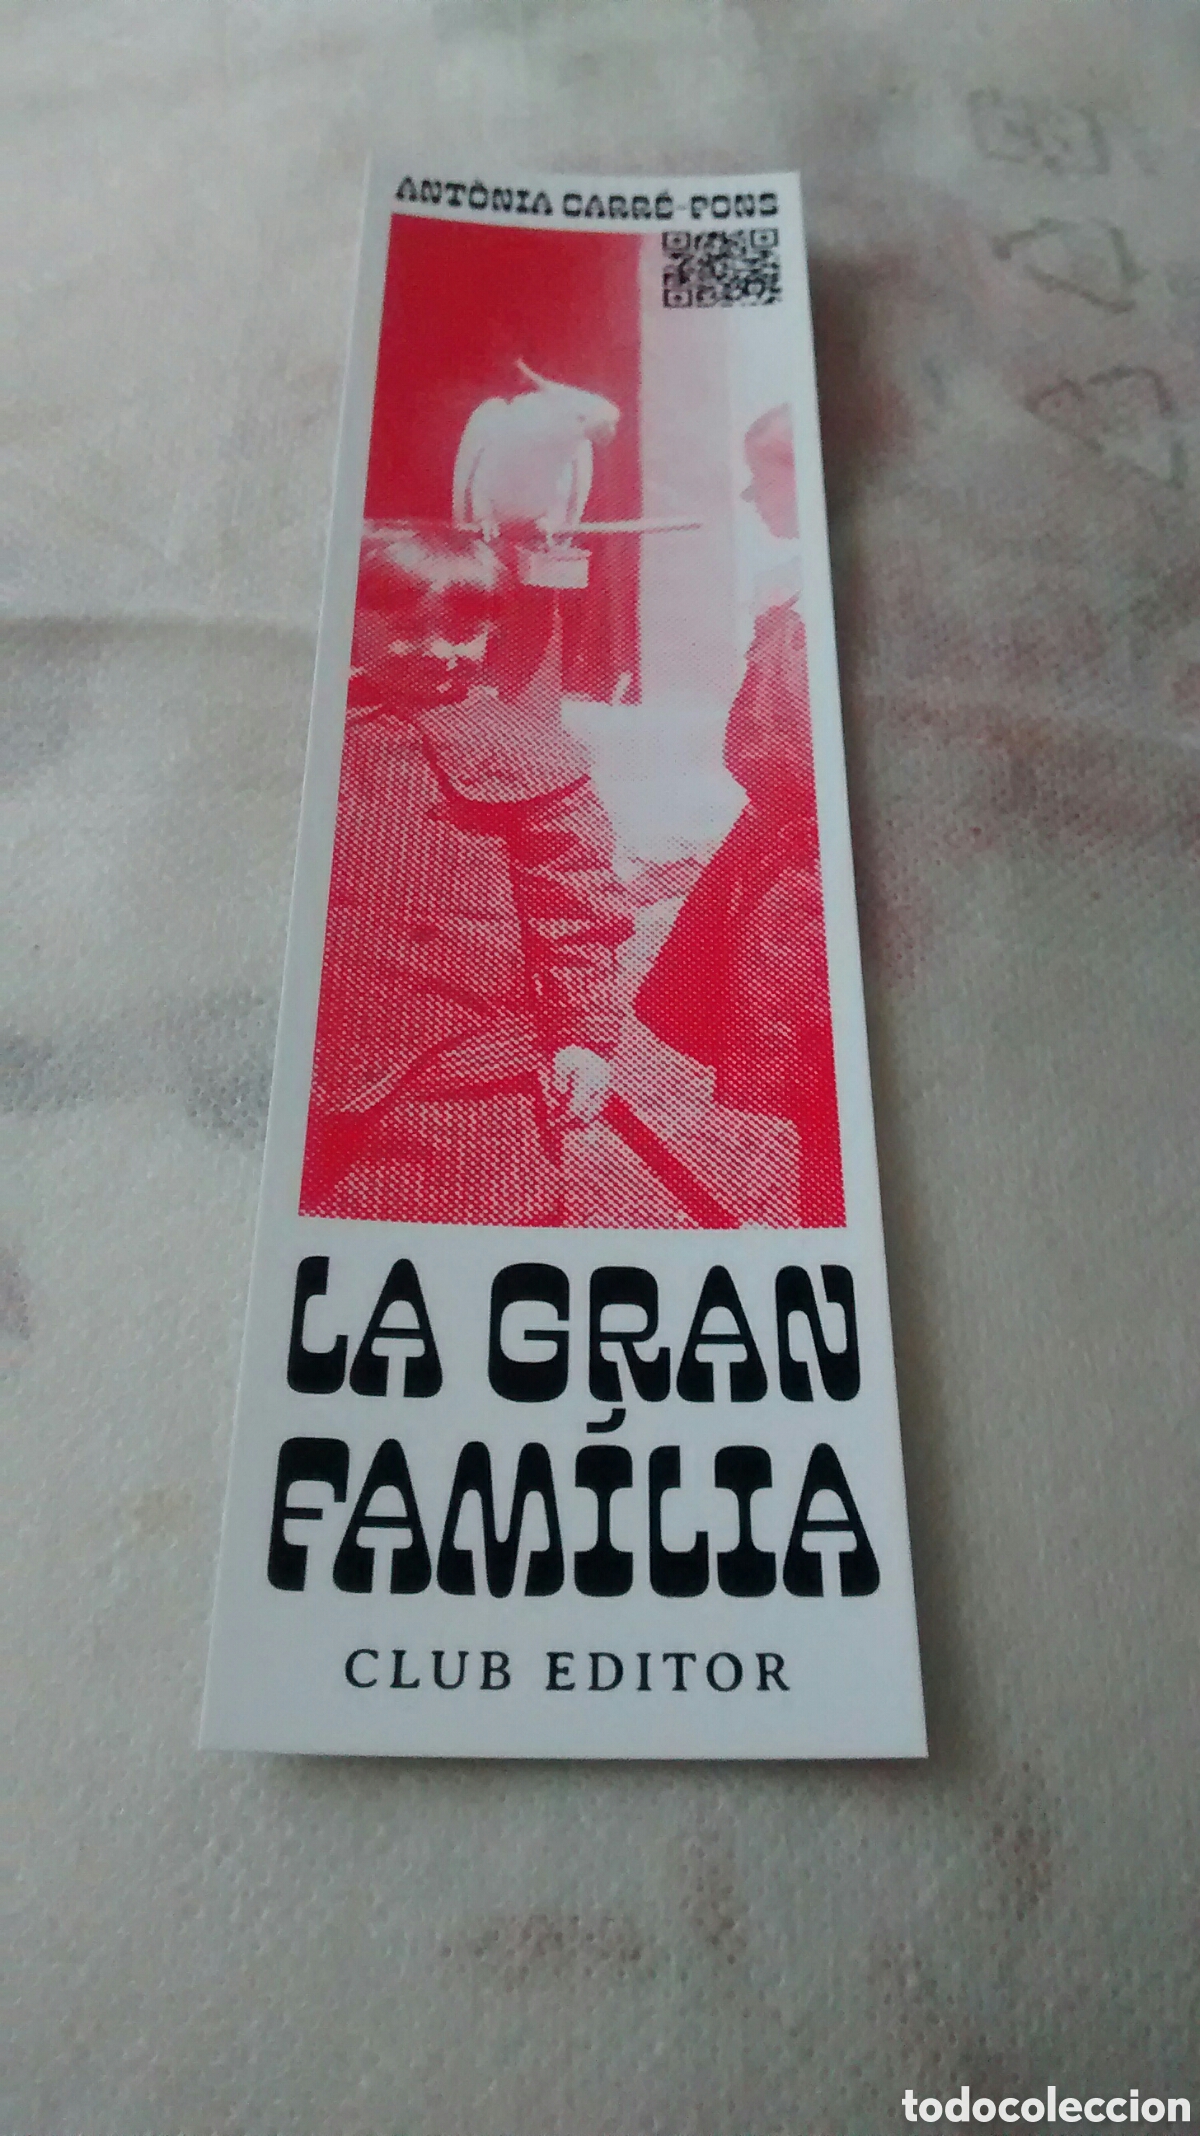 ANTÒNIA CARRÉ-PONS
LA GRAN
FAMÍLIA
CLUB EDITOR
todocoleccion